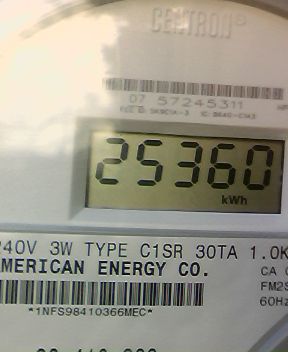 CENTRON®
07 57245311
25360
kWh
240V 3W TYPE C1SR 30TA 1.0K
AMERICAN ENERGY CO.
CA
FM2S
60Hz
*1NFS98410366MEC*